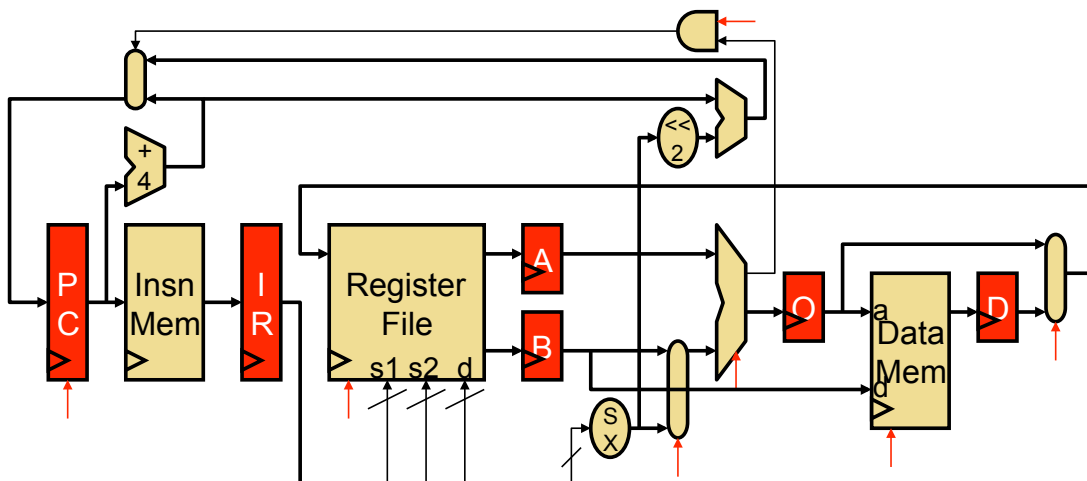 <<
2
+
4
P
C
Insn
Mem
I
R
Register
File
s1 s2 d
A
B
S
X
O
a
Data
Mem
d
D